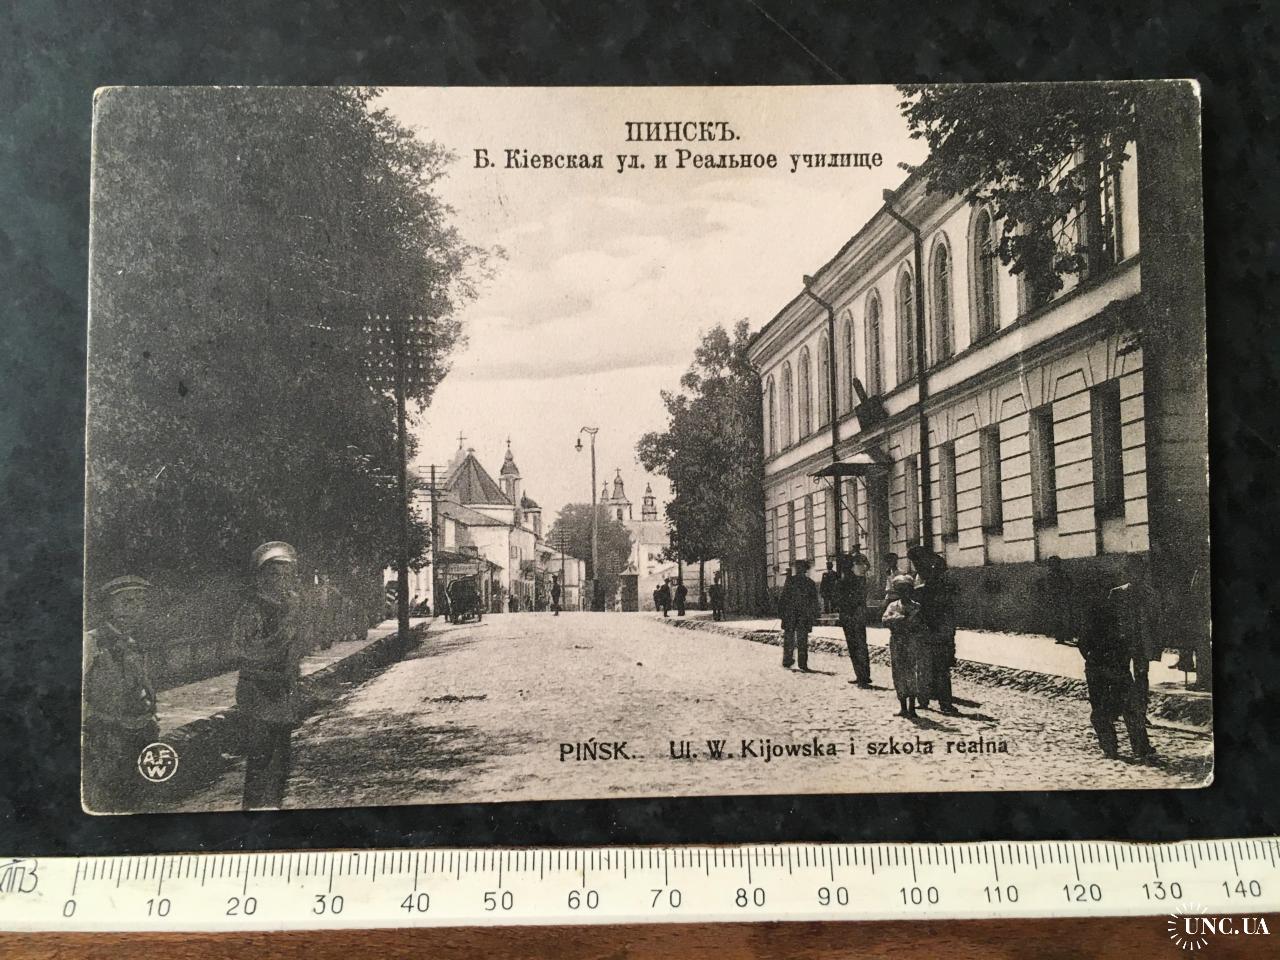 ПИНСКЪ.
Б. Кіевская ул. и Реальное училище
PIŃSK. Ul. W. Kijowska i szkoła realna
A.F.
W
0 10 20 30 40 50 60 70 80 90 100 110 120 130 140
UNC.UA